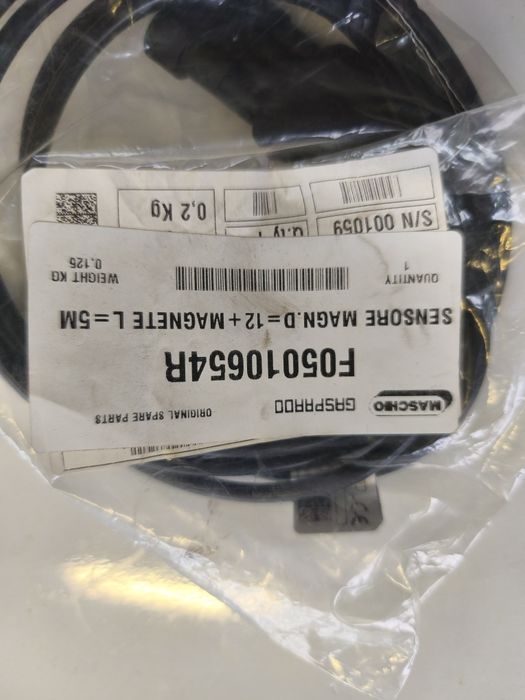 MASCHIO GASPARDO ORIGINAL SPARE PARTS
F05010654R
SENSORE MAGN.D=12+MAGNETE L=5M
QUANTITY WEIGHT KG
1 0.125
S/N 001059
0,2 Kg